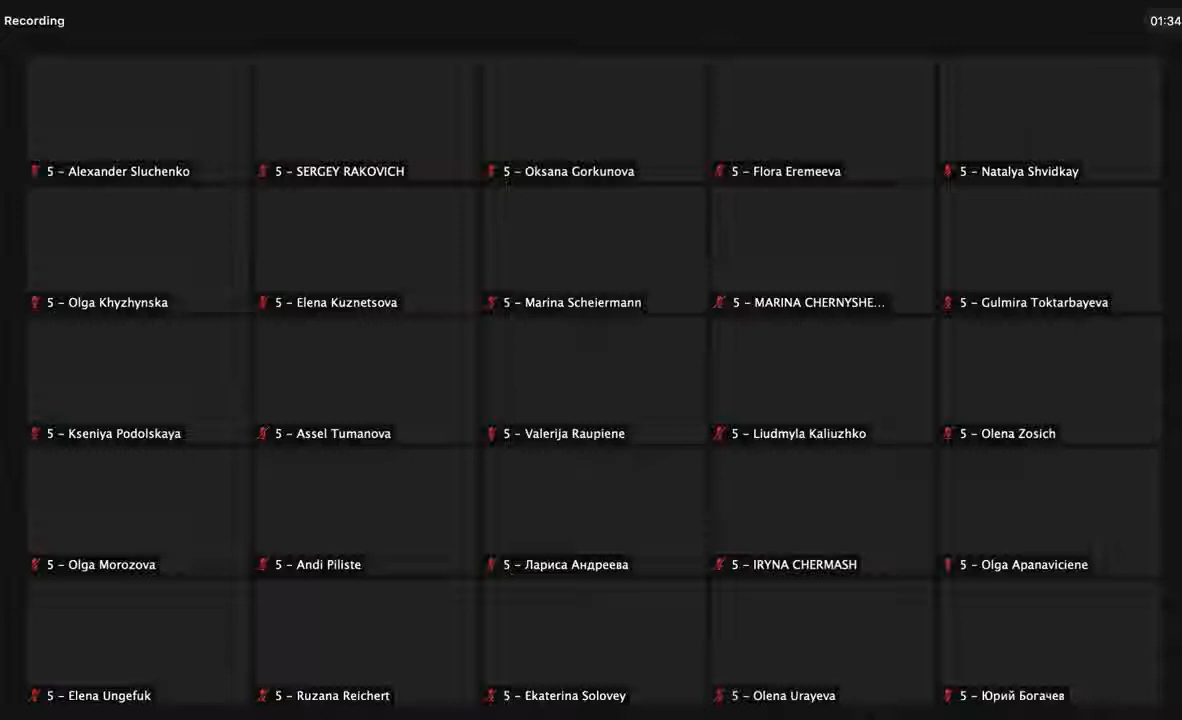 Recording
01:34
5 – Alexander Sluchenko
5 – SERGEY RAKOVICH
5 – Oksana Gorkunova
5 – Flora Eremeeva
5 – Natalya Shvidkay
5 – Olga Khyzhynska
5 – Elena Kuznetsova
5 – Marina Scheiermann
5 – MARINA CHERNYSHE...
5 – Gulmira Toktarbayeva
5 – Kseniya Podolskaya
5 – Assel Tumanova
5 – Valerija Raupiene
5 – Liudmyla Kaliuzhko
5 – Olena Zosich
5 – Olga Morozova
5 – Andi Piliste
5 – Лариса Андреева
5 – IRYNA CHERMASH
5 – Olga Apanaviciene
5 – Elena Ungefuk
5 – Ruzana Reichert
5 – Ekaterina Solovey
5 – Olena Urayeva
5 – Юрий Богачев